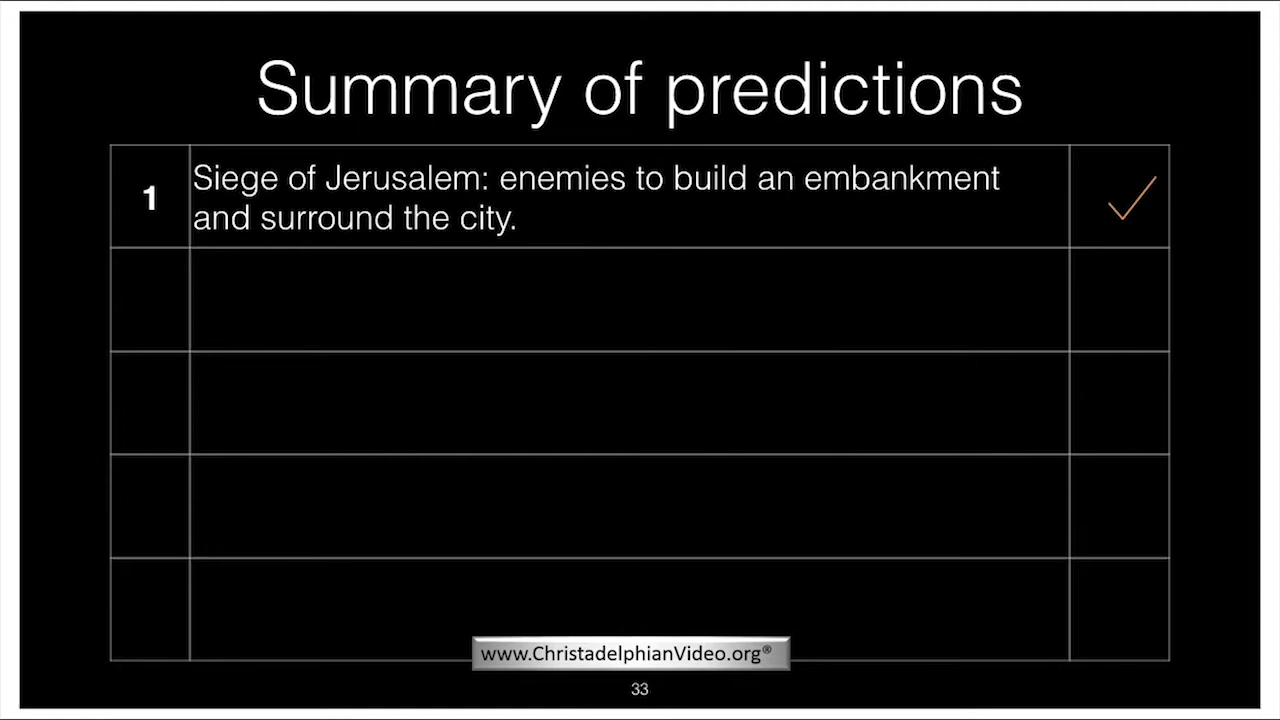 Summary of predictions
1
Siege of Jerusalem: enemies to build an embankment
and surround the city.
www.ChristadelphianVideo.org®
33